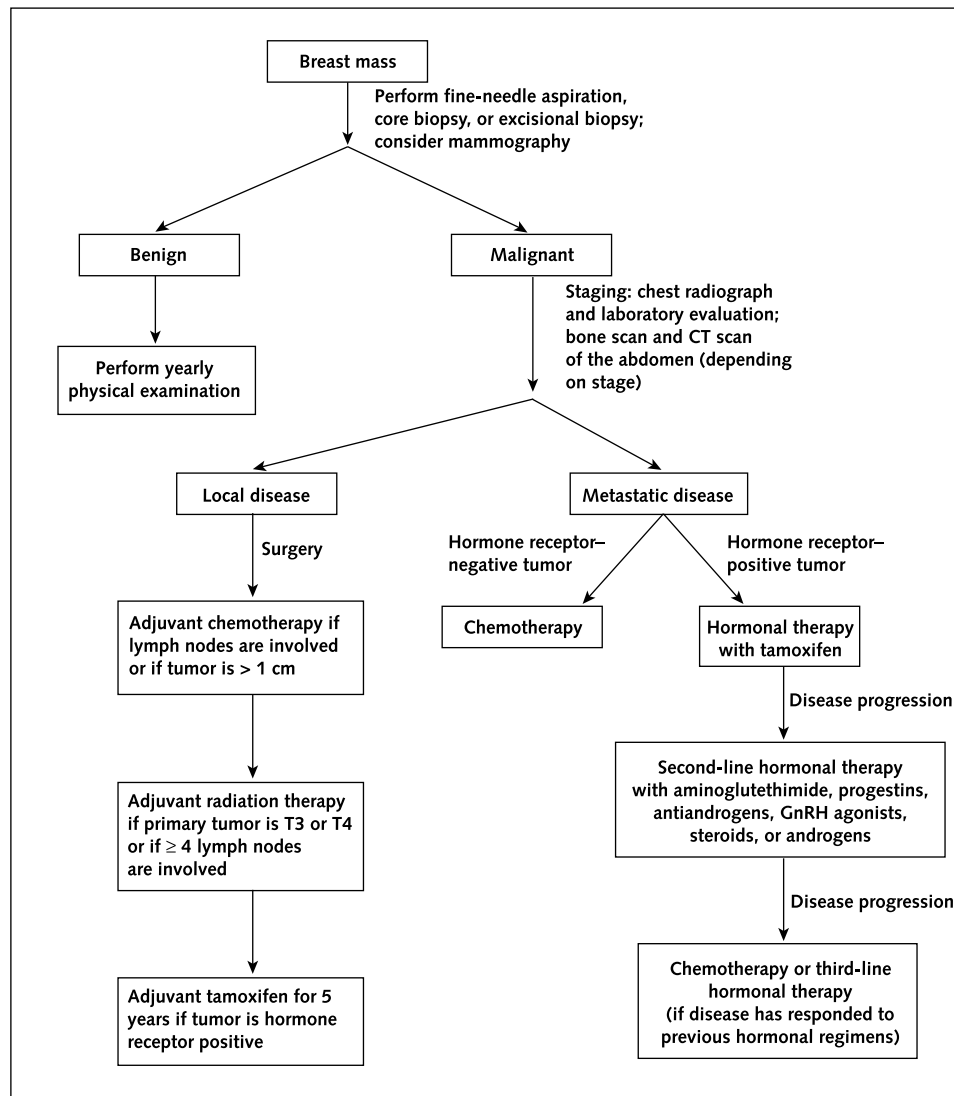 Breast mass
Perform fine-needle aspiration,
core biopsy, or excisional biopsy;
consider mammography
Benign
Malignant
Perform yearly
physical examination
Staging: chest radiograph
and laboratory evaluation;
bone scan and CT scan
of the abdomen (depending
on stage)
Local disease
Metastatic disease
Surgery
Hormone receptor–
negative tumor
Hormone receptor–
positive tumor
Adjuvant chemotherapy if
lymph nodes are involved
or if tumor is > 1 cm
Chemotherapy
Hormonal therapy
with tamoxifen
Disease progression
Adjuvant radiation therapy
if primary tumor is T3 or T4
or if ≥ 4 lymph nodes
are involved
Second-line hormonal therapy
with aminoglutethimide, progestins,
antiandrogens, GnRH agonists,
steroids, or androgens
Disease progression
Adjuvant tamoxifen for 5
years if tumor is hormone
receptor positive
Chemotherapy or third-line
hormonal therapy
(if disease has responded to
previous hormonal regimens)